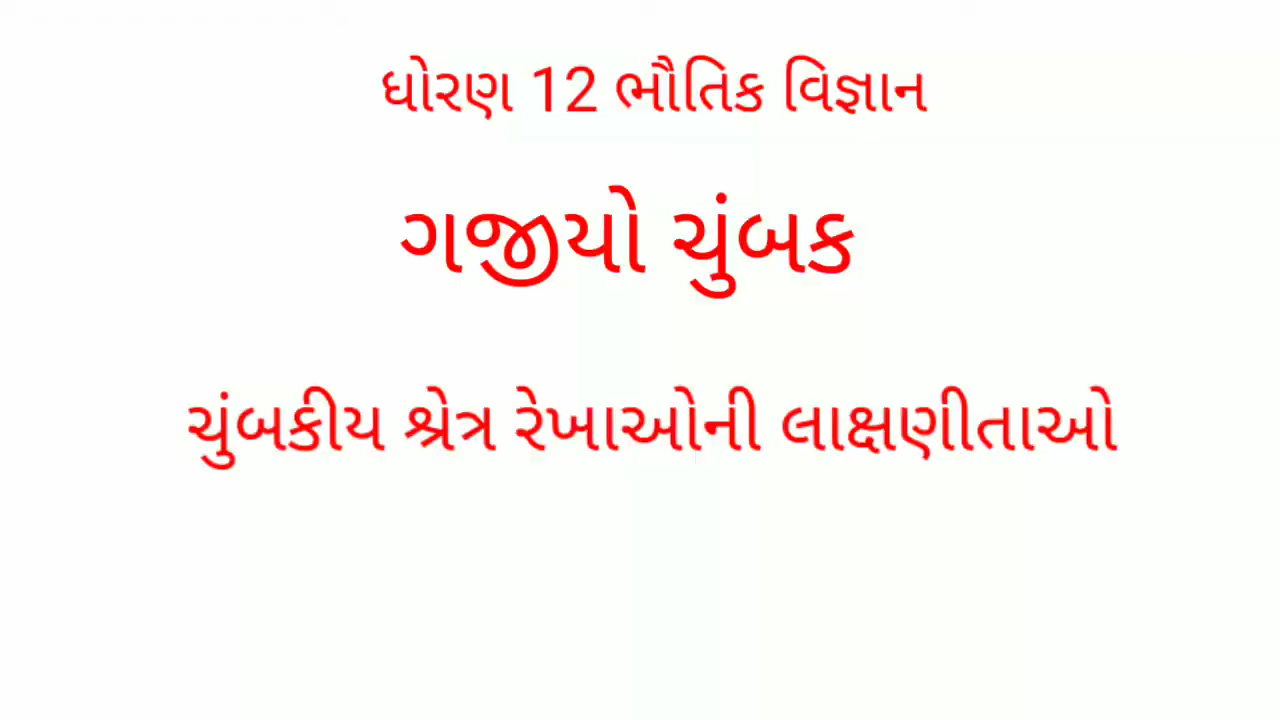 ધોરણ 12 ભૌતિક વિજ્ઞાન
ગજીયો ચુંબક
ચુંબકીય શ્રેત્ર રેખાઓની લાક્ષણીતાઓ